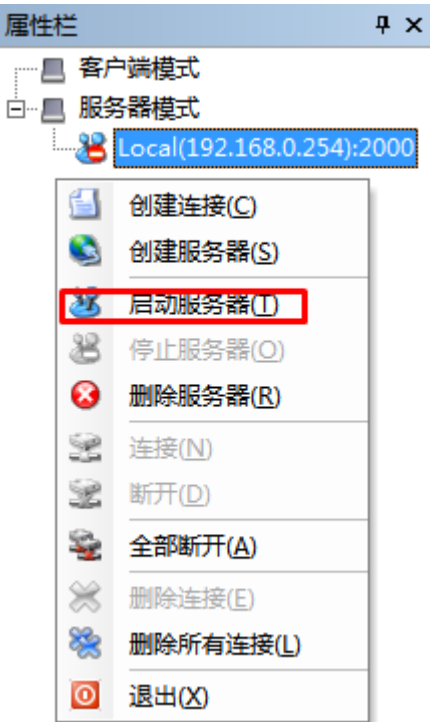 属性栏
客户端模式
服务器模式
Local(192.168.0.254):2000
创建连接(C)
创建服务器(S)
启动服务器(T)
停止服务器(O)
删除服务器(R)
连接(N)
断开(D)
全部断开(A)
删除连接(E)
删除所有连接(L)
退出(X)